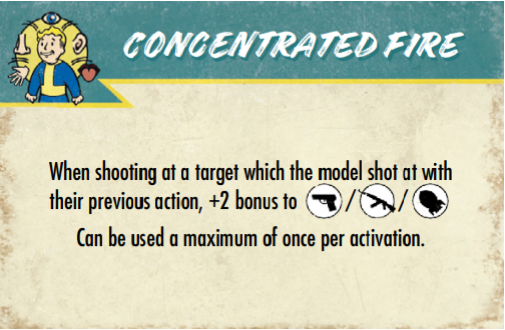 CONCENTRATED FIRE
When shooting at a target which the model shot at with
their previous action, +2 bonus to / /
Can be used a maximum of once per activation.